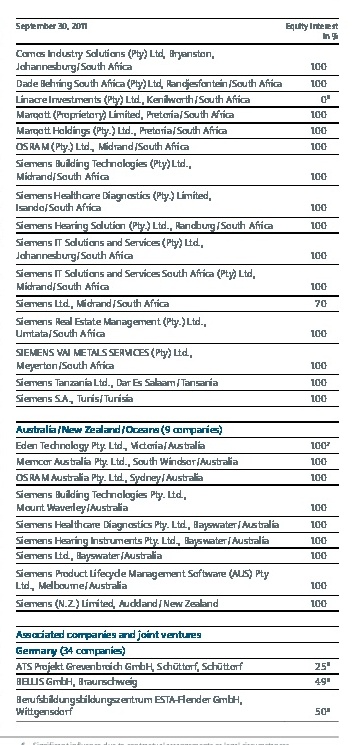 September 30, 2011 Equity interest
in %
Comos Industry Solutions (Pty) Ltd, Bryanston,
Johannesburg/South Africa 100
Dade Behring South Africa (Pty) Ltd, Randjesfontein/South Africa 100
Linacre Investments (Pty) Ltd., Kenilworth/South Africa 0
Marqott (Proprietary) Limited, Pretoria/South Africa 100
Marqott Holdings (Pty.) Ltd., Pretoria/South Africa 100
OSRAM (Pty.) Ltd., Midrand/South Africa 100
Siemens Building Technologies (Pty) Ltd.,
Midrand/South Africa 100
Siemens Healthcare Diagnostics (Pty.) Limited,
Isando/South Africa 100
Siemens Hearing Solution (Pty.) Ltd., Randburg/South Africa 100
Siemens IT Solutions and Services (Pty) Ltd.,
Johannesburg/South Africa 100
Siemens IT Solutions and Services South Africa (Pty) Ltd,
Midrand/South Africa 100
Siemens Ltd., Midrand/South Africa 70
Siemens Real Estate Management (Pty.) Ltd.,
Umtata/South Africa 100
SIEMENS VAI METALS SERVICES (Pty) Ltd.,
Meyerton/South Africa 100
Siemens Tanzania Ltd., Dar Es Salaam/Tansania 100
Siemens S.A., Tunis/Tunisia 100
Australia/New Zealand/Oceans (9 companies)
Eden Technology Pty. Ltd., Victoria/Australia 100⁷
Memcor Australia Pty. Ltd., South Windsor/Australia 100
OSRAM Australia Pty. Ltd., Sydney/Australia 100
Siemens Building Technologies Pty. Ltd.,
Mount Waverley/Australia 100
Siemens Healthcare Diagnostics Pty. Ltd., Bayswater/Australia 100
Siemens Hearing Instruments Pty. Ltd., Bayswater/Australia 100
Siemens Ltd., Bayswater/Australia 100
Siemens Product Lifecycle Management Software (AUS) Pty
Ltd., Melbourne/Australia 100
Siemens (N.Z.) Limited, Auckland/New Zealand 100
Associated companies and joint ventures
Germany (34 companies)
ATS Projekt Grevenbroich GmbH, Schüttorf, Schüttorf 25⁸
BELLIS GmbH, Braunschweig 49⁸
Berufsbildungsbildungszentrum ESTA-Flender GmbH,
Wittgensdorf 50⁸